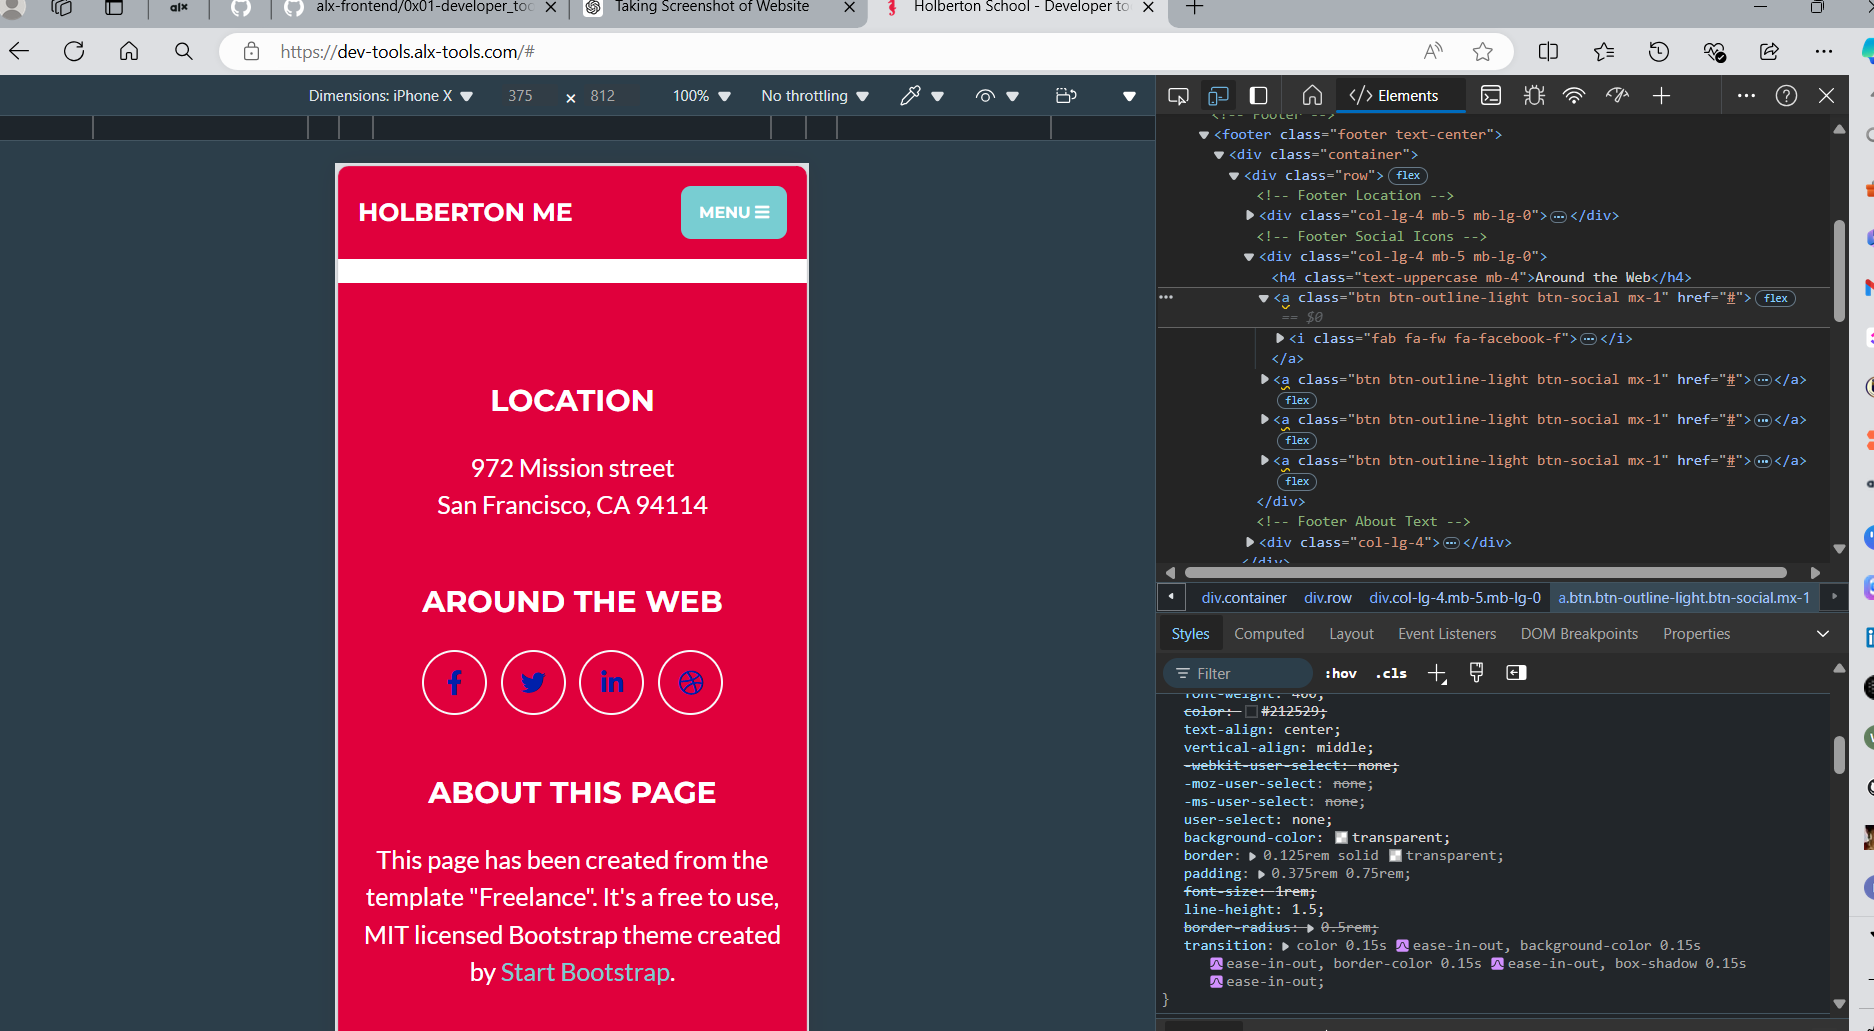 alx
alx-frontend/0x01-developer_too
Taking Screenshot of Website
Holberton School - Developer to
https://dev-tools.alx-tools.com/#
Dimensions: iPhone X
375
×
812
100%
No throttling
HOLBERTON ME
MENU
LOCATION
972 Mission street
San Francisco, CA 94114
AROUND THE WEB
ABOUT THIS PAGE
This page has been created from the
template "Freelance". It's a free to use,
MIT licensed Bootstrap theme created
by Start Bootstrap.
</> Elements
<!-- Footer -->
<footer class="footer text-center">
<div class="container">
<div class="row"> flex
<!-- Footer Location -->
<div class="col-lg-4 mb-5 mb-lg-0">…</div>
<!-- Footer Social Icons -->
<div class="col-lg-4 mb-5 mb-lg-0">
<h4 class="text-uppercase mb-4">Around the Web</h4>
<a class="btn btn-outline-light btn-social mx-1" href="#"> flex
== $0
<i class="fab fa-fw fa-facebook-f">…</i>
</a>
<a class="btn btn-outline-light btn-social mx-1" href="#">…</a>
flex
<a class="btn btn-outline-light btn-social mx-1" href="#">…</a>
flex
<a class="btn btn-outline-light btn-social mx-1" href="#">…</a>
flex
</div>
<!-- Footer About Text -->
<div class="col-lg-4">…</div>
</div>
div.container div.row div.col-lg-4.mb-5.mb-lg-0 a.btn.btn-outline-light.btn-social.mx-1
Styles Computed Layout Event Listeners DOM Breakpoints Properties
Filter :hov .cls
font-weight: 400;
color: #212529;
text-align: center;
vertical-align: middle;
-webkit-user-select: none;
-moz-user-select: none;
-ms-user-select: none;
user-select: none;
background-color: transparent;
border: 0.125rem solid transparent;
padding: 0.375rem 0.75rem;
font-size: 1rem;
line-height: 1.5;
border-radius: 0.5rem;
transition: color 0.15s ease-in-out, background-color 0.15s
ease-in-out, border-color 0.15s ease-in-out, box-shadow 0.15s
ease-in-out;
}